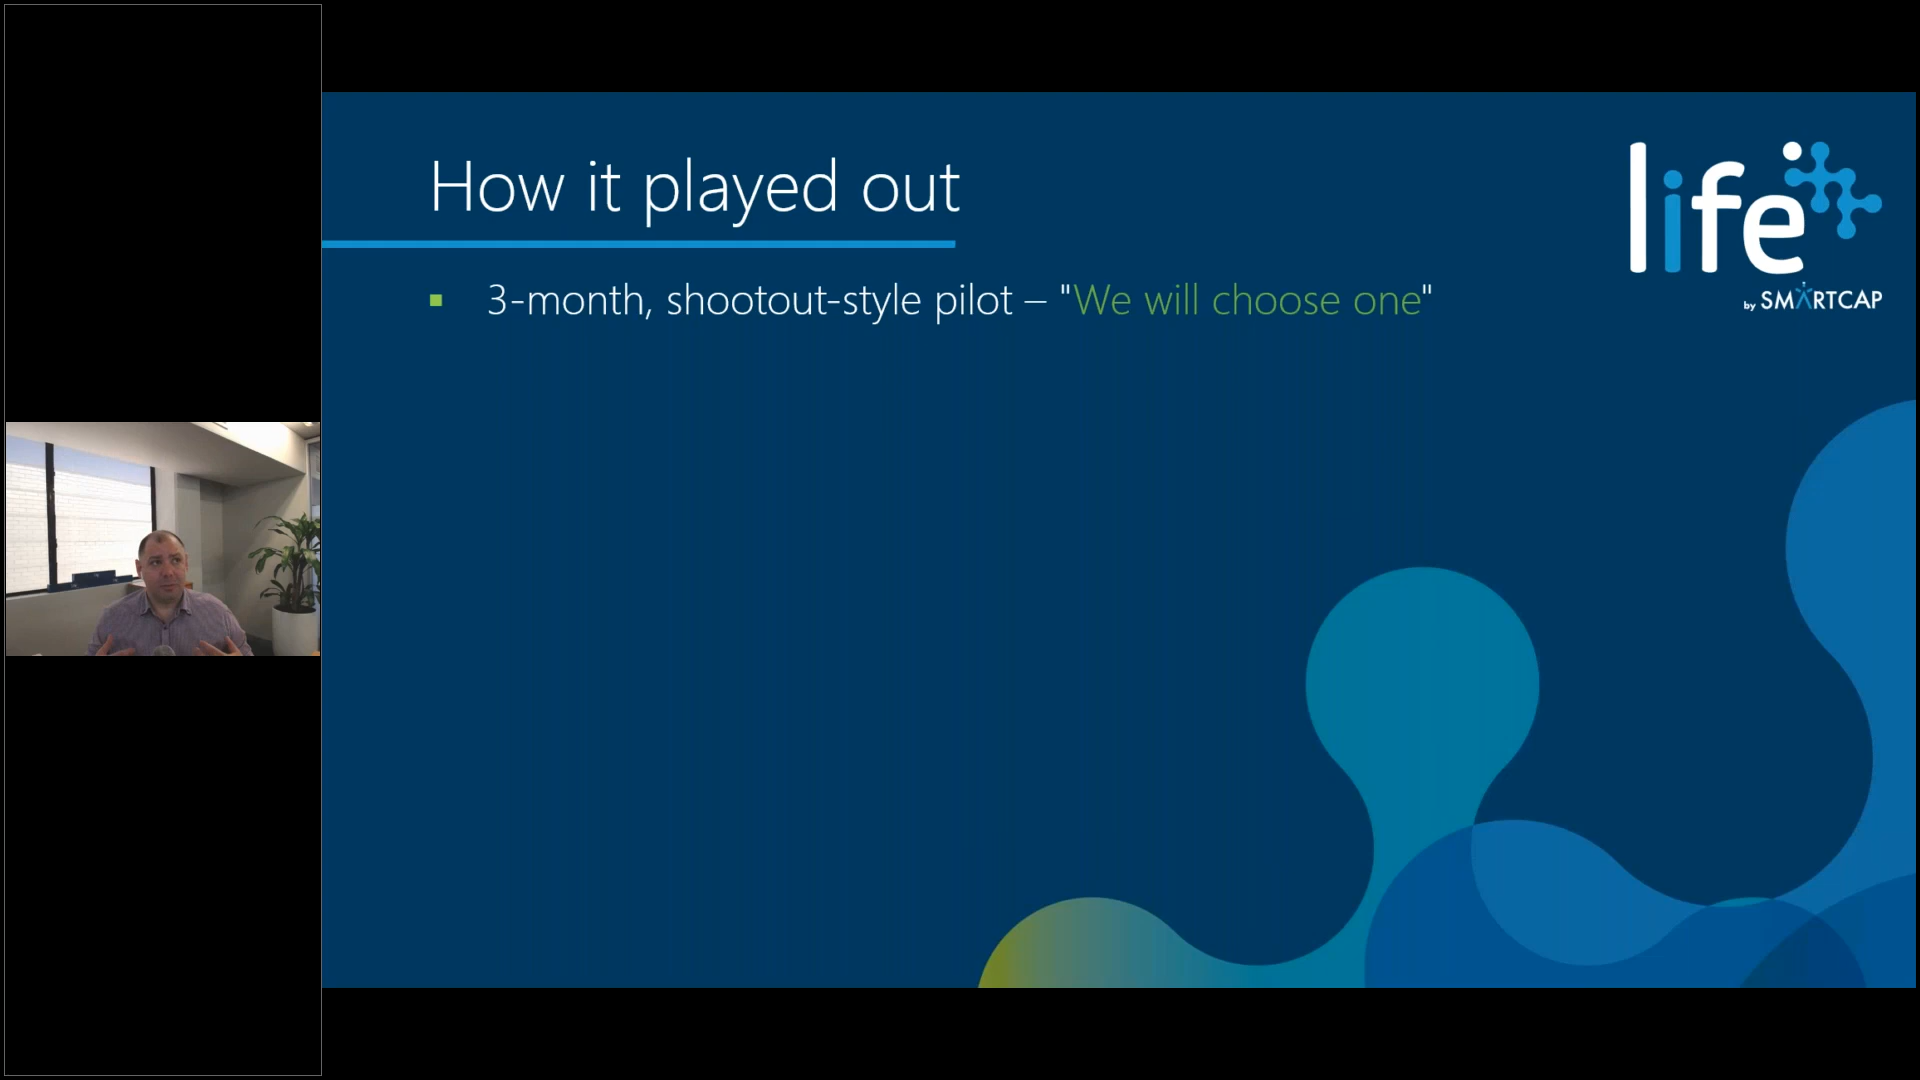 How it played out
life
by SMARTCAP
▪ 3-month, shootout-style pilot – "We will choose one"